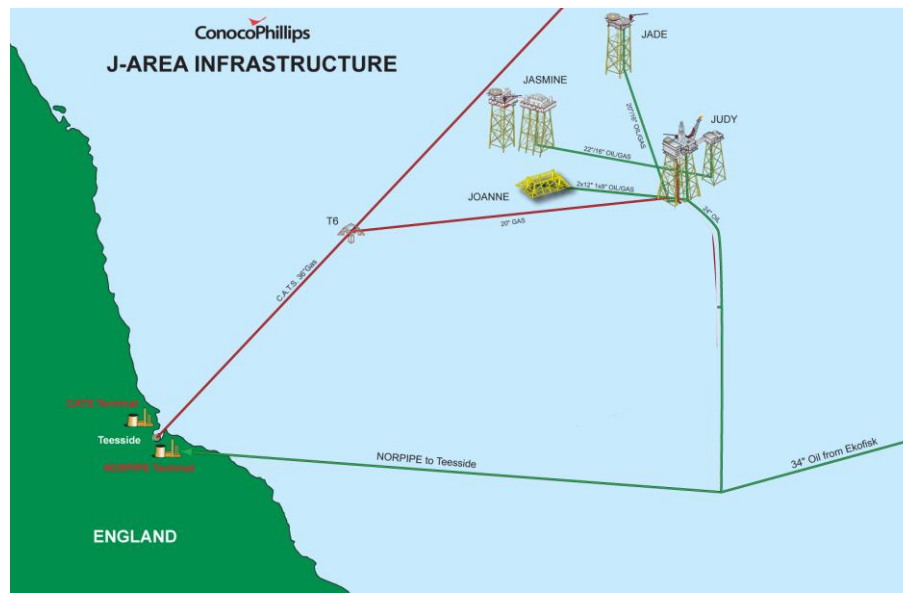 ConocoPhillips
J-AREA INFRASTRUCTURE
JADE
JASMINE
JUDY
20"/16" OIL/GAS
22"/16" OIL/GAS
JOANNE
2x12" 1x8" OIL/GAS
24" OIL
T6
20" GAS
C.A.T.S. 36"Gas
CATS Terminal
Teesside
NORPIPE Terminal
NORPIPE to Teesside
34" Oil from Ekofisk
ENGLAND